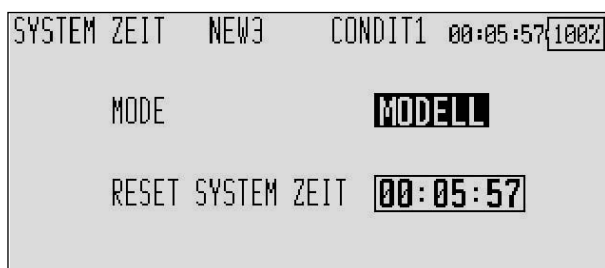 SYSTEM ZEIT NEW3 CONDIT1 00:05:57 100%
MODE MODELL
RESET SYSTEM ZEIT 00:05:57